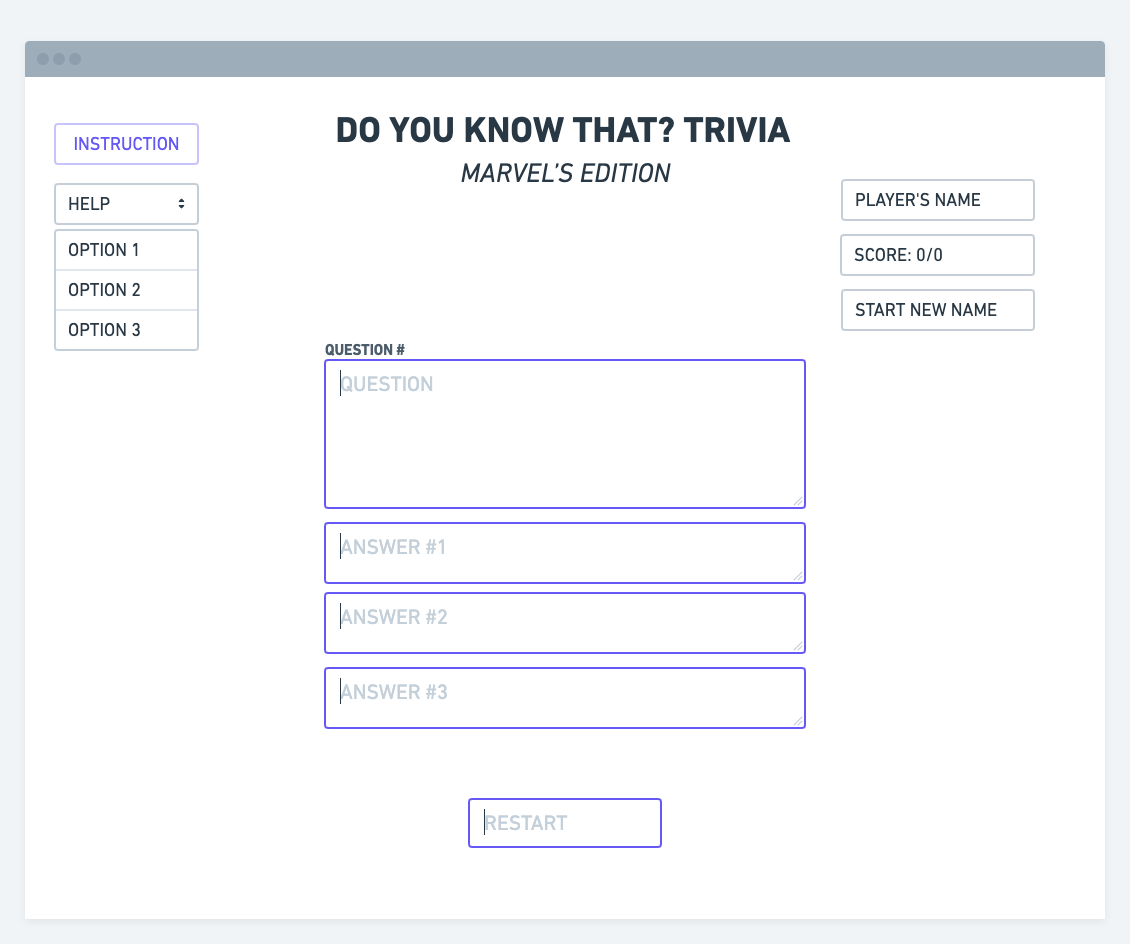 DO YOU KNOW THAT? TRIVIA
MARVEL’S EDITION
INSTRUCTION
HELP
OPTION 1
OPTION 2
OPTION 3
PLAYER'S NAME
SCORE: 0/0
START NEW NAME
QUESTION #
QUESTION
ANSWER #1
ANSWER #2
ANSWER #3
RESTART